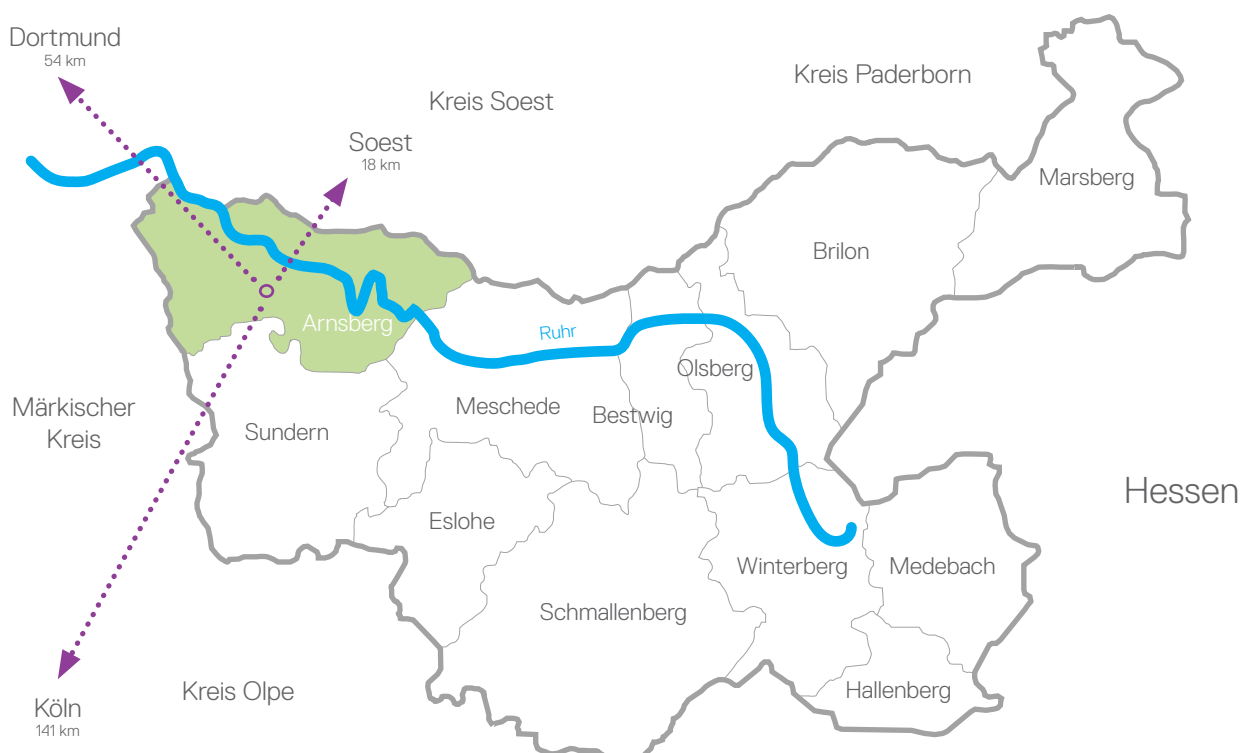 Dortmund
54 km
Kreis Soest
Kreis Paderborn
Soest
18 km
Marsberg
Brilon
Arnsberg
Ruhr
Olsberg
Märkischer
Kreis
Sundern
Meschede
Bestwig
Hessen
Eslohe
Winterberg
Medebach
Schmallenberg
Kreis Olpe
Hallenberg
Köln
141 km